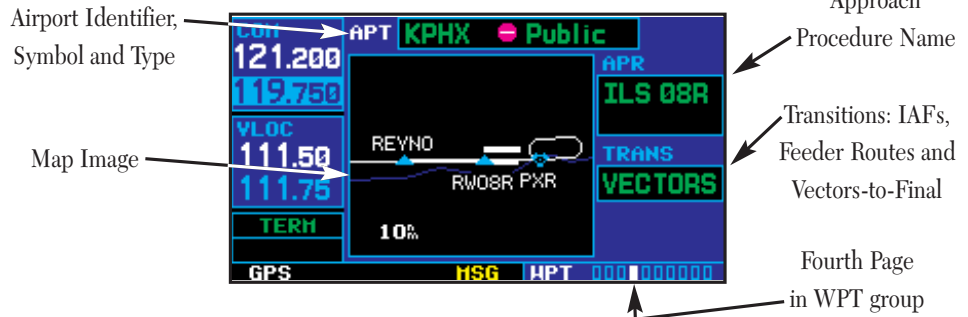 Airport Identifier,
Symbol and Type
Map Image
COM
121.200
119.750
VLOC
111.50
111.75
TERM
GPS
MSG
WPT
APT
KPHX Public
REVNO
RW08R
PXR
10
APR
ILS 08R
TRANS
VECTORS
Approach
Procedure Name
Transitions: IAFs,
Feeder Routes and
Vectors-to-Final
Fourth Page
in WPT group